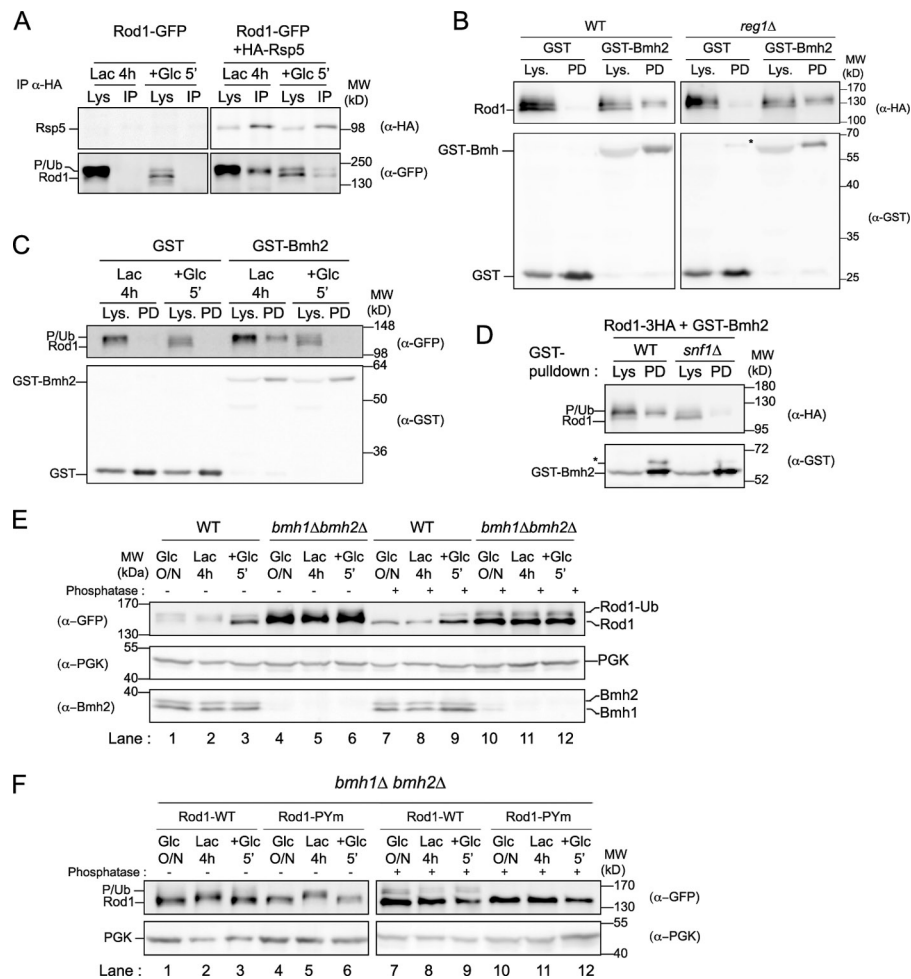 A
Rod1-GFP
Rod1-GFP
+HA-Rsp5
IP α-HA
Lac 4h +Glc 5' Lac 4h +Glc 5'
Lys IP Lys IP Lys IP Lys IP
MW
(kD)
Rsp5
98
(α-HA)
P/Ub
Rod1
250
130
(α-GFP)
B
WT
reg1Δ
GST GST-Bmh2 GST GST-Bmh2
Lys. PD Lys. PD Lys. PD Lys. PD
MW
(kD)
Rod1
170
130
100
(α-HA)
GST-Bmh
*
70
55
40
(α-GST)
35
GST
25
C
GST
GST-Bmh2
Lac
4h
+Glc
5'
Lac
4h
+Glc
5'
Lys. PD Lys. PD Lys. PD Lys. PD
MW
(kD)
P/Ub
Rod1
148
98
(α-GFP)
GST-Bmh2
64
50
(α-GST)
36
GST
D
Rod1-3HA + GST-Bmh2
GST-
pulldown :
WT snf1Δ
Lys PD Lys PD
MW
(kD)
P/Ub
Rod1
180
130
95
(α-HA)
*
GST-Bmh2
72
52
(α-GST)
E
WT bmh1Δbmh2Δ WT bmh1Δbmh2Δ
MW
(kDa)
Glc Lac +Glc Glc Lac +Glc Glc Lac +Glc Glc Lac +Glc
O/N 4h 5' O/N 4h 5' O/N 4h 5' O/N 4h 5'
Phosphatase : - - - - - - + + + + + +
(α–GFP)
170
130
Rod1-Ub
Rod1
(α–PGK)
55
40
PGK
(α–Bmh2)
40
Bmh2
Bmh1
Lane : 1 2 3 4 5 6 7 8 9 10 11 12
F
bmh1Δ bmh2Δ
Rod1-WT Rod1-PYm Rod1-WT Rod1-PYm
Glc Lac +Glc Glc Lac +Glc Glc Lac +Glc Glc Lac +Glc
O/N 4h 5' O/N 4h 5' O/N 4h 5' O/N 4h 5'
MW
(kD)
Phosphatase : - - - - - - + + + + + +
P/Ub
Rod1
170
130
(α–GFP)
PGK
55
40
(α–PGK)
Lane : 1 2 3 4 5 6 7 8 9 10 11 12